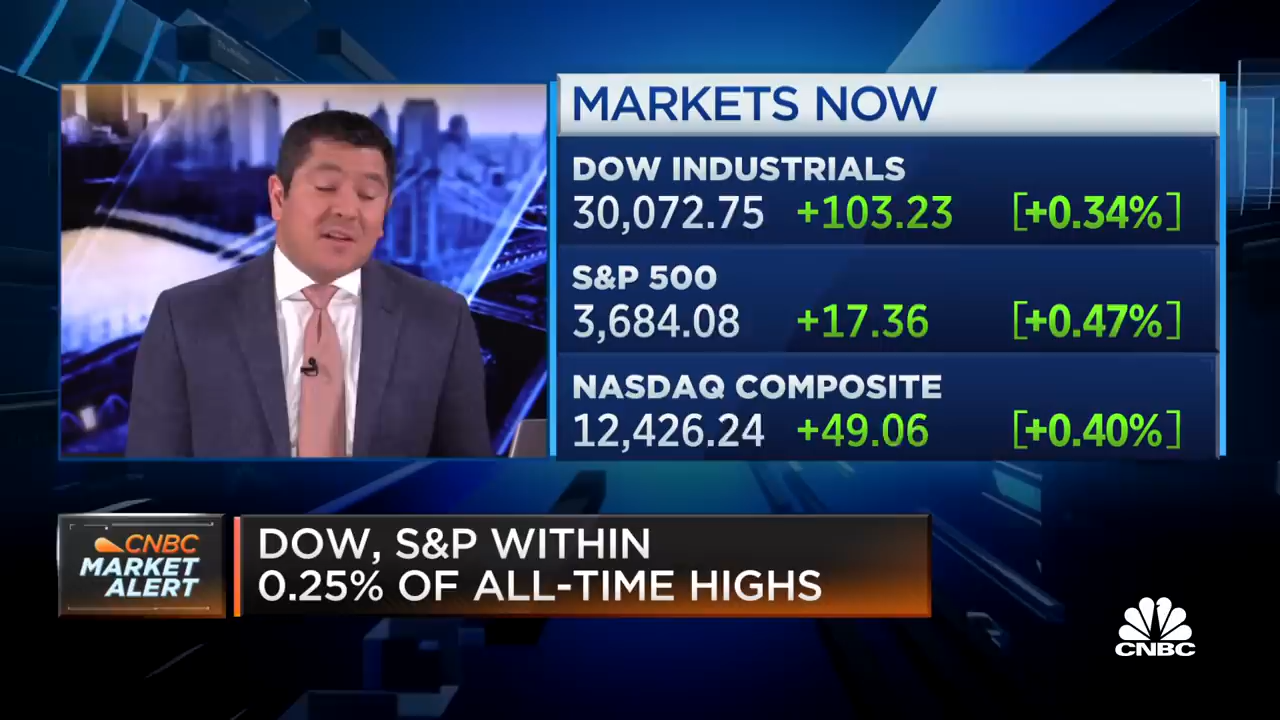 MARKETS NOW
DOW INDUSTRIALS
30,072.75 +103.23 [+0.34%]
S&P 500
3,684.08 +17.36 [+0.47%]
NASDAQ COMPOSITE
12,426.24 +49.06 [+0.40%]
CNBC
MARKET
ALERT
DOW, S&P WITHIN
0.25% OF ALL-TIME HIGHS
CNBC